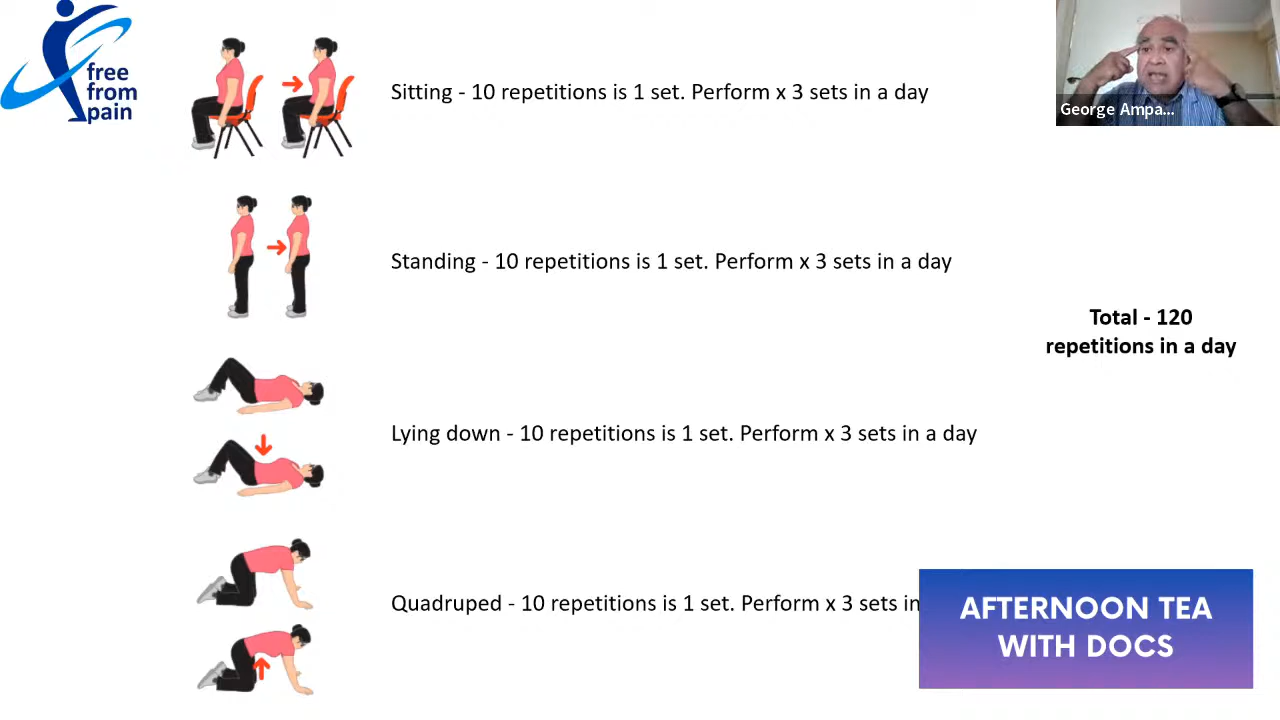 free
from
pain
Sitting - 10 repetitions is 1 set. Perform x 3 sets in a day
George Ampa...
Standing - 10 repetitions is 1 set. Perform x 3 sets in a day
Total - 120
repetitions in a day
Lying down - 10 repetitions is 1 set. Perform x 3 sets in a day
Quadruped - 10 repetitions is 1 set. Perform x 3 sets in
AFTERNOON TEA
WITH DOCS